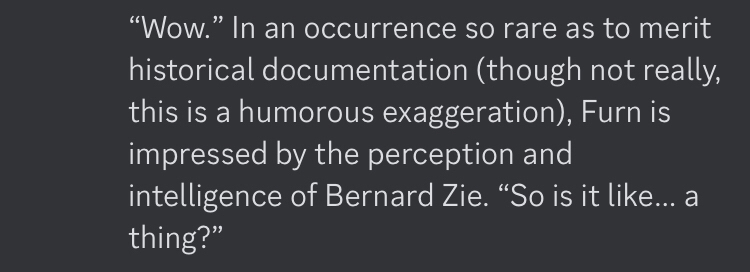 “Wow.” In an occurrence so rare as to merit
historical documentation (though not really,
this is a humorous exaggeration), Furn is
impressed by the perception and
intelligence of Bernard Zie. “So is it like... a
thing?”